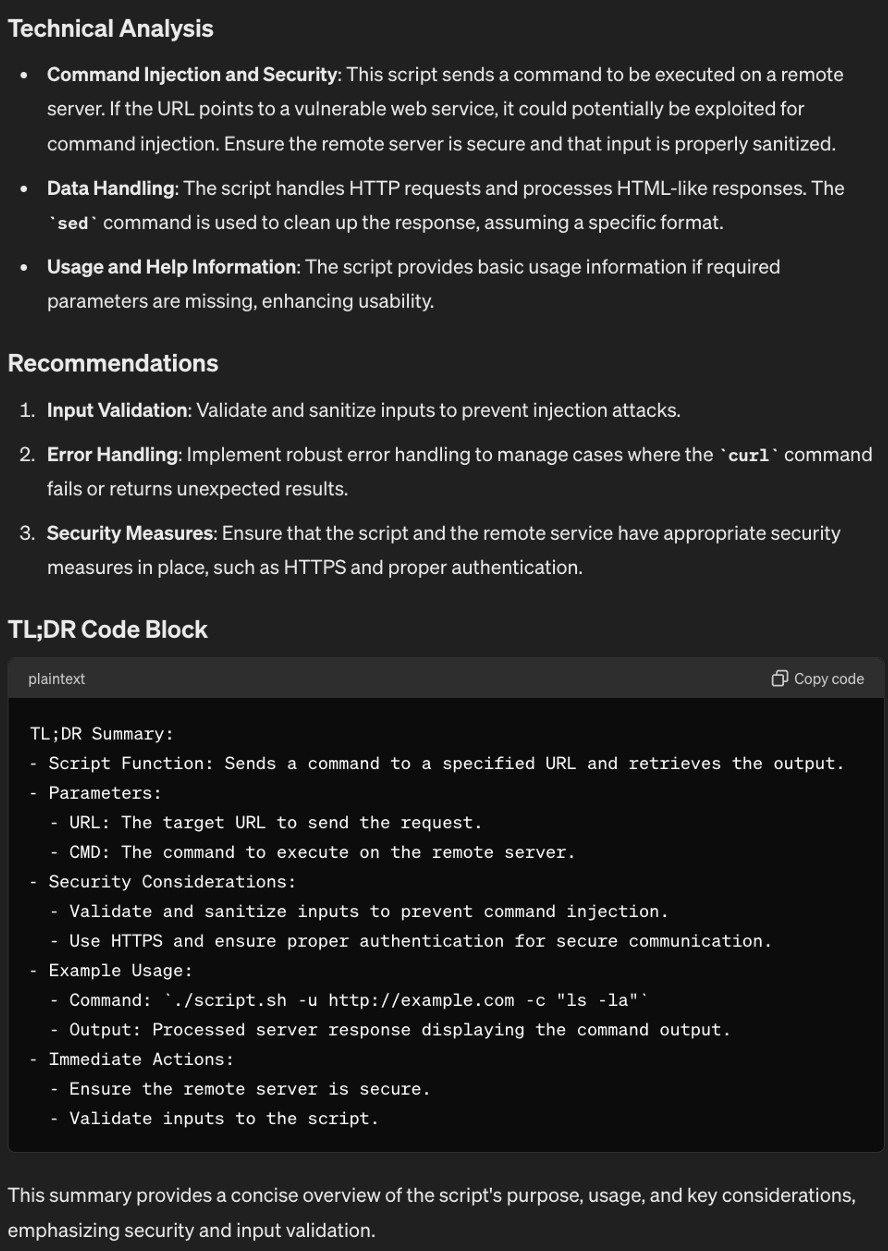 Technical Analysis
• Command Injection and Security: This script sends a command to be executed on a remote
server. If the URL points to a vulnerable web service, it could potentially be exploited for
command injection. Ensure the remote server is secure and that input is properly sanitized.
• Data Handling: The script handles HTTP requests and processes HTML-like responses. The
`sed` command is used to clean up the response, assuming a specific format.
• Usage and Help Information: The script provides basic usage information if required
parameters are missing, enhancing usability.
Recommendations
1. Input Validation: Validate and sanitize inputs to prevent injection attacks.
2. Error Handling: Implement robust error handling to manage cases where the `curl` command
fails or returns unexpected results.
3. Security Measures: Ensure that the script and the remote service have appropriate security
measures in place, such as HTTPS and proper authentication.
TL;DR Code Block
plaintext Copy code
TL;DR Summary:
- Script Function: Sends a command to a specified URL and retrieves the output.
- Parameters:
  - URL: The target URL to send the request.
  - CMD: The command to execute on the remote server.
- Security Considerations:
  - Validate and sanitize inputs to prevent command injection.
  - Use HTTPS and ensure proper authentication for secure communication.
- Example Usage:
  - Command: `./script.sh -u http://example.com -c "ls -la"`
  - Output: Processed server response displaying the command output.
- Immediate Actions:
  - Ensure the remote server is secure.
  - Validate inputs to the script.
This summary provides a concise overview of the script's purpose, usage, and key considerations,
emphasizing security and input validation.